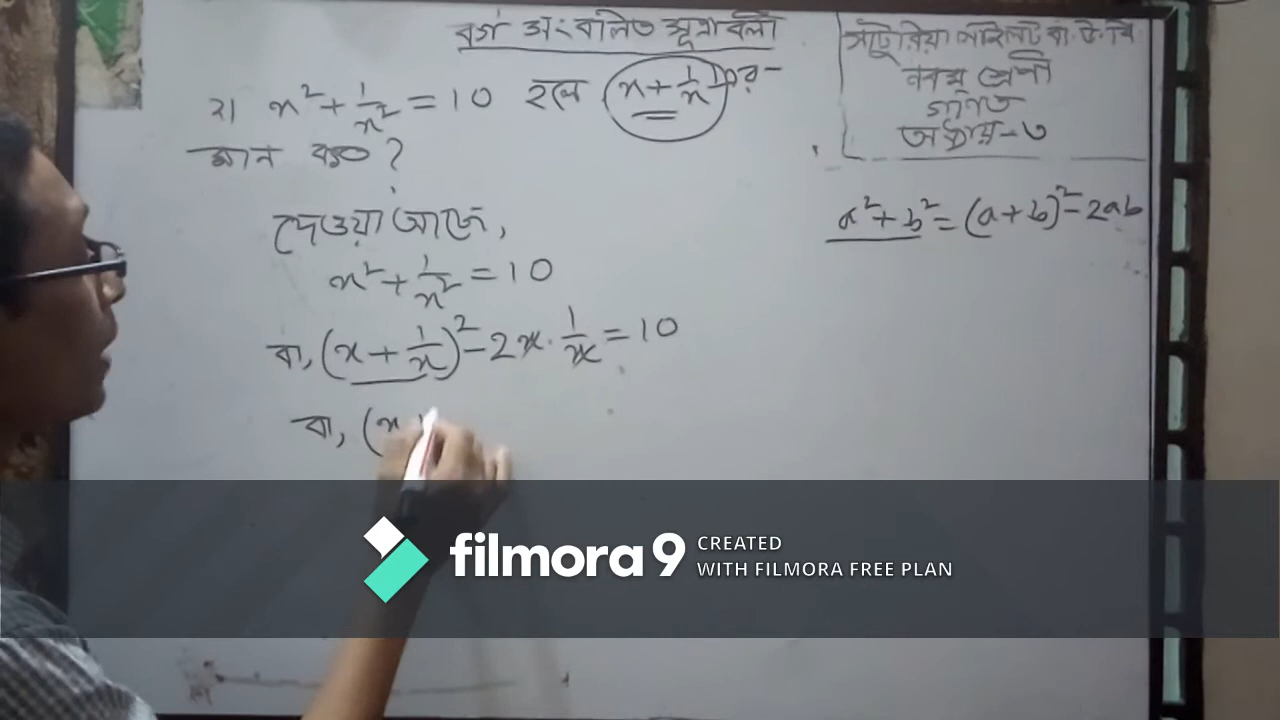 বর্গ সংবলিত সূত্রাবলী
২। x² + 1/x² = 10 হলে (x + 1/x) এর
মান কত?
দেওয়া আছে,
x² + 1/x² = 10
বা, (x + 1/x)² - 2x · 1/x = 10
বা, (x
সাটুরিয়া পাইলট বা উ বি
নবম শ্রেণী
গণিত
অধ্যায়-৩
a² + b² = (a + b)² - 2ab
filmora 9 CREATED
WITH FILMORA FREE PLAN